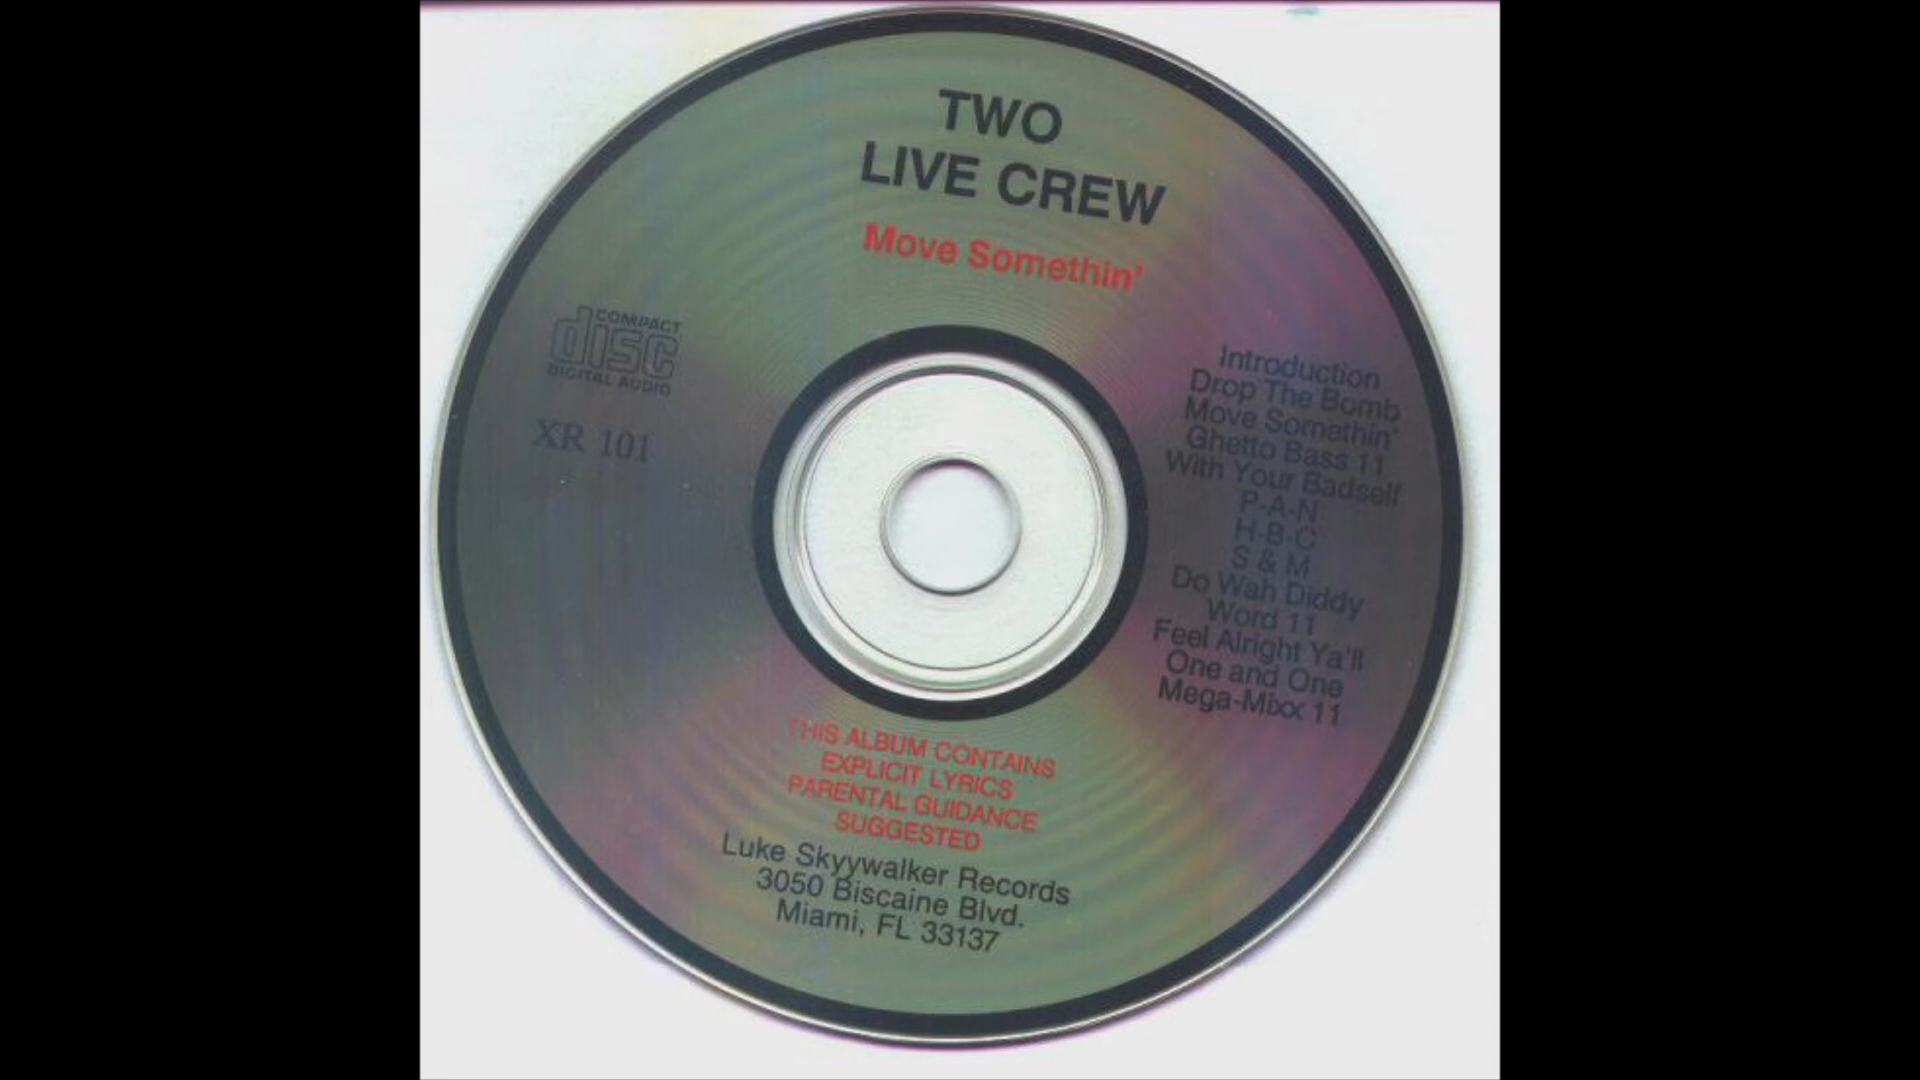 TWO
LIVE CREW
Move Somethin'
COMPACT
disc
DIGITAL AUDIO
XR 101
Introduction
Drop The Bomb
Move Somethin'
Ghetto Bass 11
With Your Badself
P-A-N
H-B-C
S & M
Do Wah Diddy
Word 11
Feel Alright Ya'll
One and One
Mega-Mixx 11
THIS ALBUM CONTAINS
EXPLICIT LYRICS
PARENTAL GUIDANCE
SUGGESTED
Luke Skyywalker Records
3050 Biscaine Blvd.
Miami, FL 33137